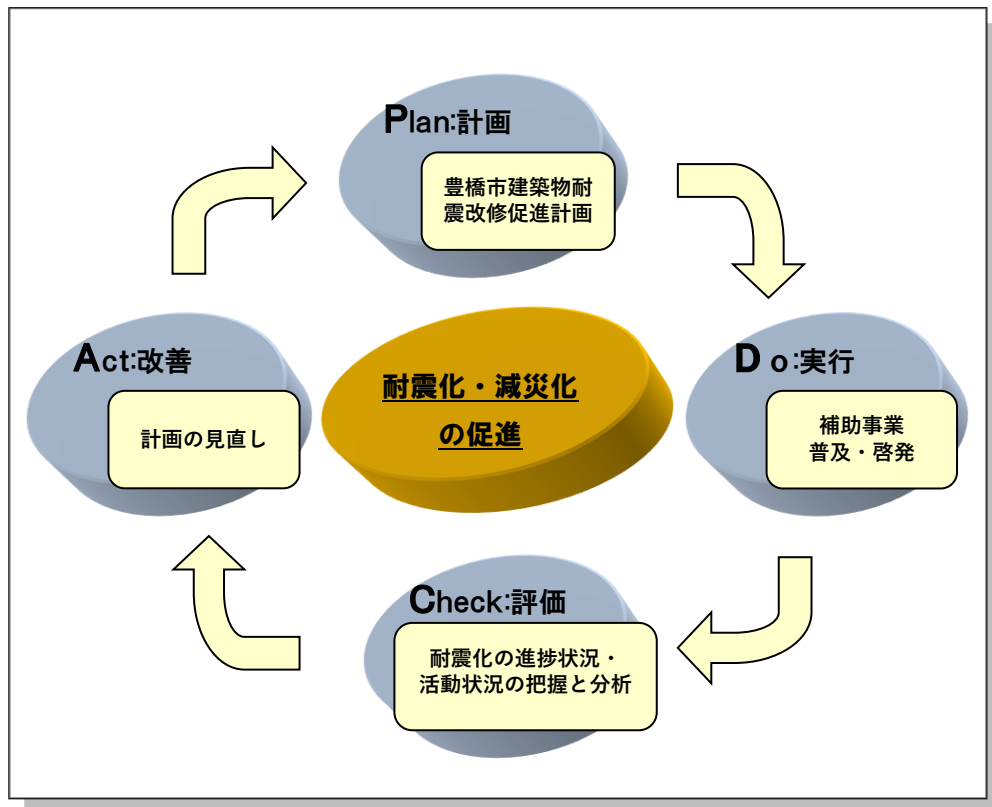 Plan:計画
豊橋市建築物耐
震改修促進計画
Act:改善
計画の見直し
耐震化・減災化
の促進
Ｄｏ:実行
補助事業
普及・啓発
Check:評価
耐震化の進捗状況・
活動状況の把握と分析